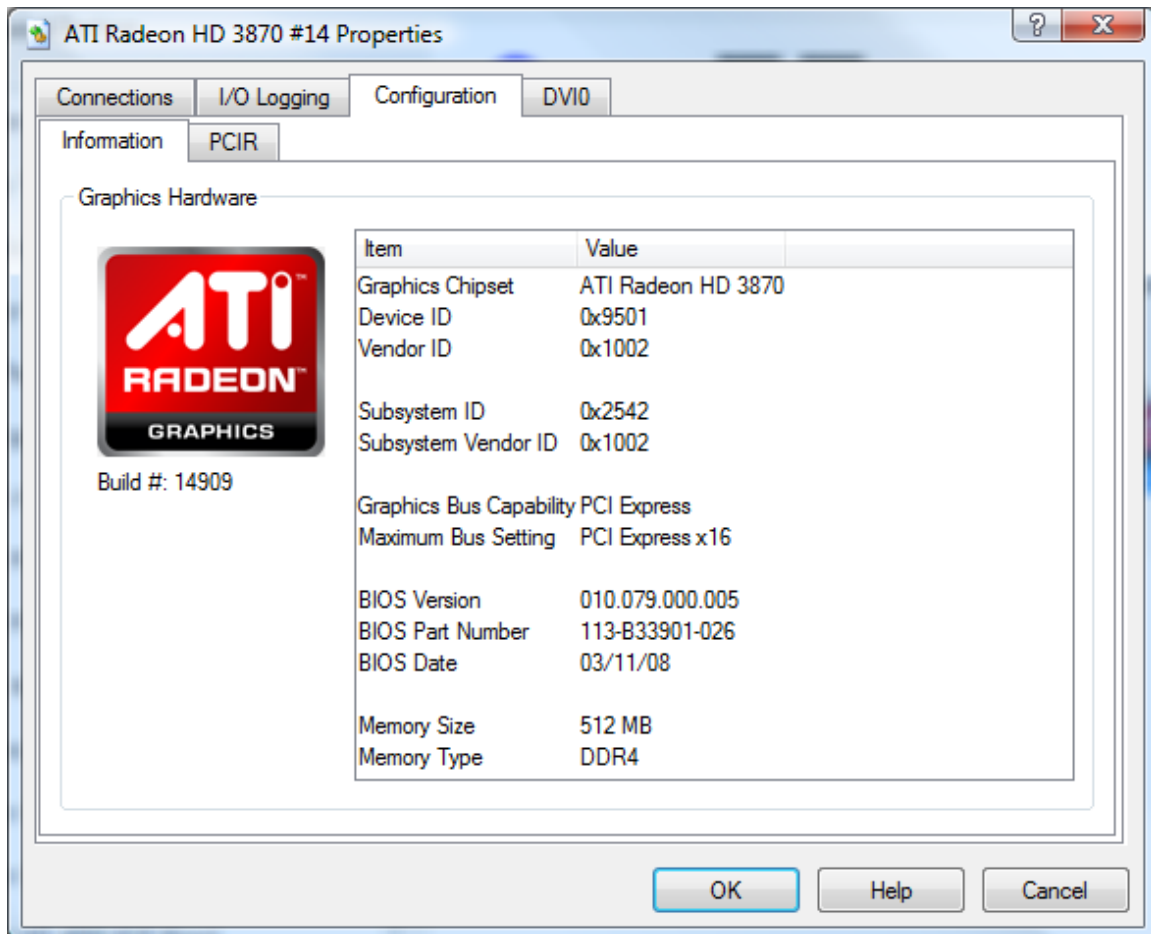 ATI Radeon HD 3870 #14 Properties
Connections I/O Logging Configuration DVI0
Information PCIR
Graphics Hardware
ATI™
RADEON™
GRAPHICS
Build #: 14909
Item Value
Graphics Chipset ATI Radeon HD 3870
Device ID 0x9501
Vendor ID 0x1002
Subsystem ID 0x2542
Subsystem Vendor ID 0x1002
Graphics Bus Capability PCI Express
Maximum Bus Setting PCI Express x16
BIOS Version 010.079.000.005
BIOS Part Number 113-B33901-026
BIOS Date 03/11/08
Memory Size 512 MB
Memory Type DDR4
OK Help Cancel